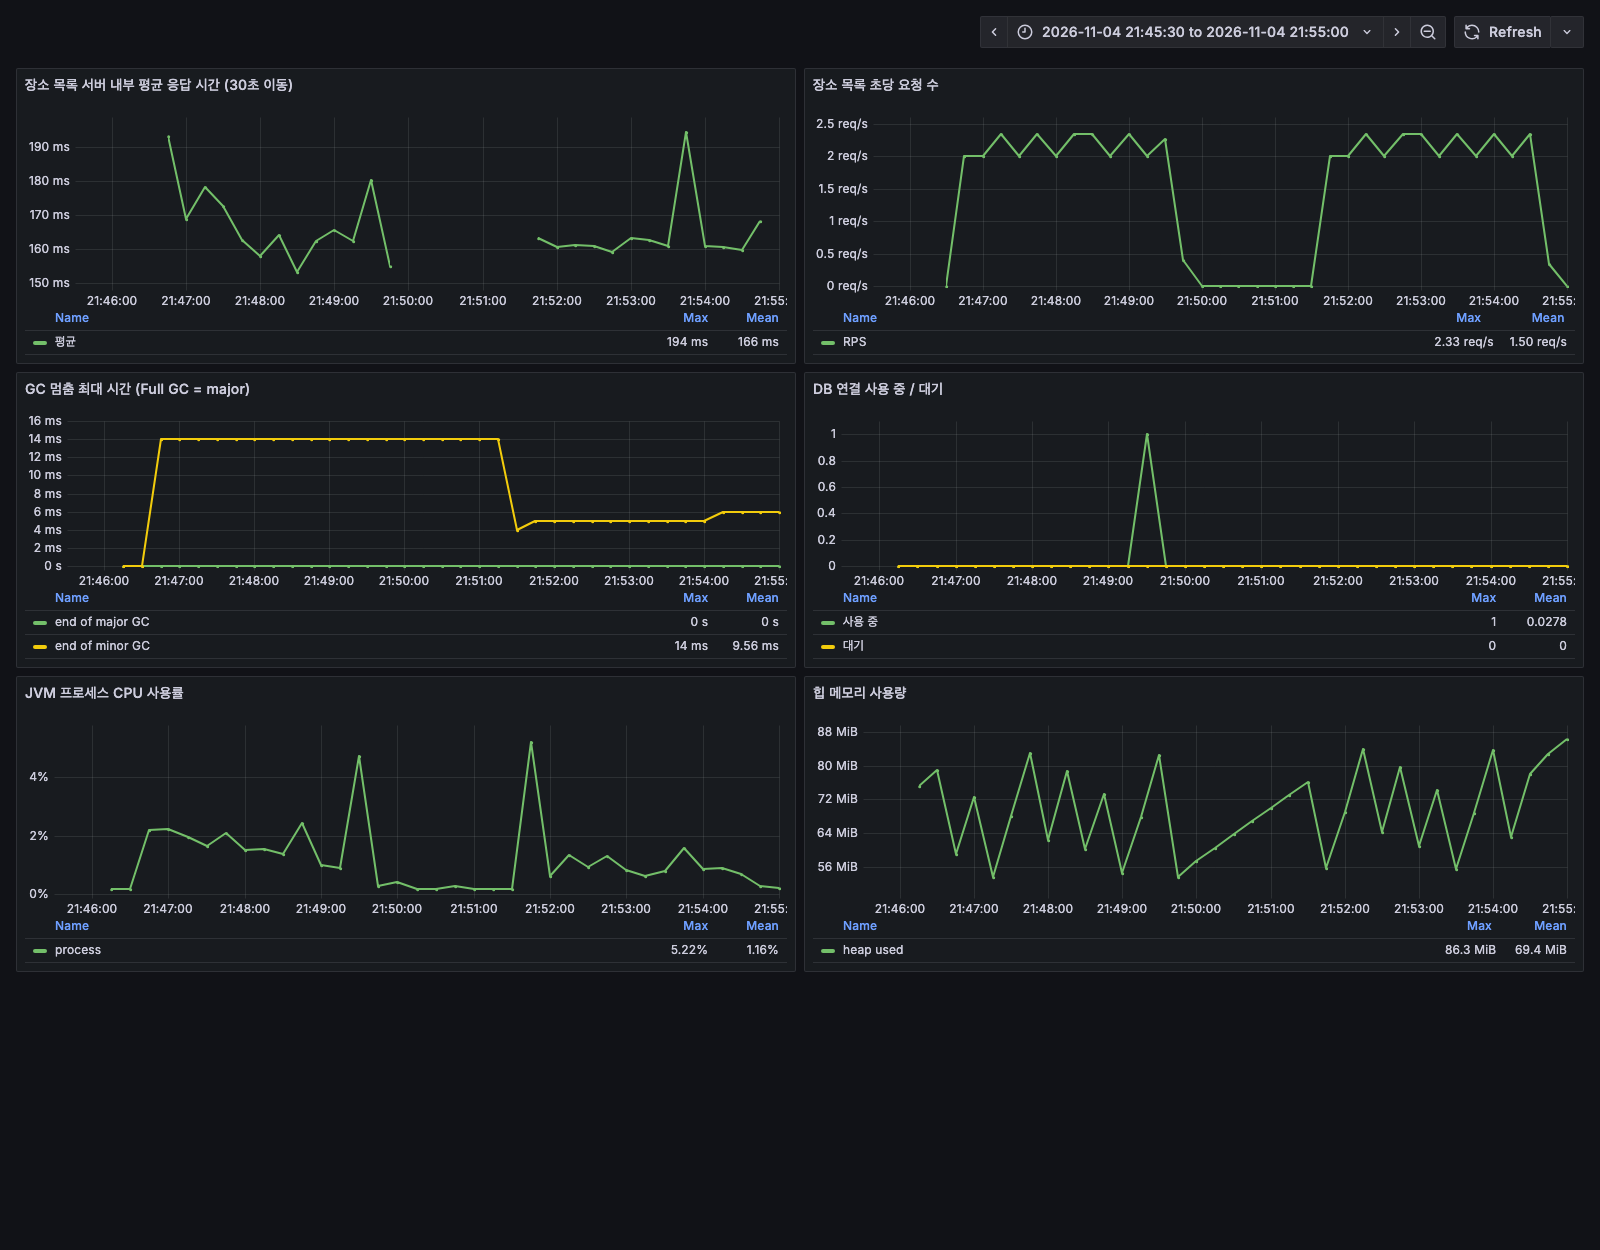 2026-11-04 21:45:30 to 2026-11-04 21:55:00
Refresh
장소 목록 서버 내부 평균 응답 시간 (30초 이동)
190 ms
180 ms
170 ms
160 ms
150 ms
21:46:00 21:47:00 21:48:00 21:49:00 21:50:00 21:51:00 21:52:00 21:53:00 21:54:00 21:55:
Name Max Mean
평균 194 ms 166 ms
장소 목록 초당 요청 수
2.5 req/s
2 req/s
1.5 req/s
1 req/s
0.5 req/s
0 req/s
21:46:00 21:47:00 21:48:00 21:49:00 21:50:00 21:51:00 21:52:00 21:53:00 21:54:00 21:55:
Name Max Mean
RPS 2.33 req/s 1.50 req/s
GC 멈춤 최대 시간 (Full GC = major)
16 ms
14 ms
12 ms
10 ms
8 ms
6 ms
4 ms
2 ms
0 s
21:46:00 21:47:00 21:48:00 21:49:00 21:50:00 21:51:00 21:52:00 21:53:00 21:54:00 21:55:
Name Max Mean
end of major GC 0 s 0 s
end of minor GC 14 ms 9.56 ms
DB 연결 사용 중 / 대기
1
0.8
0.6
0.4
0.2
0
21:46:00 21:47:00 21:48:00 21:49:00 21:50:00 21:51:00 21:52:00 21:53:00 21:54:00 21:55:
Name Max Mean
사용 중 1 0.0278
대기 0 0
JVM 프로세스 CPU 사용률
4%
2%
0%
21:46:00 21:47:00 21:48:00 21:49:00 21:50:00 21:51:00 21:52:00 21:53:00 21:54:00 21:55:
Name Max Mean
process 5.22% 1.16%
힙 메모리 사용량
88 MiB
80 MiB
72 MiB
64 MiB
56 MiB
21:46:00 21:47:00 21:48:00 21:49:00 21:50:00 21:51:00 21:52:00 21:53:00 21:54:00 21:55:
Name Max Mean
heap used 86.3 MiB 69.4 MiB